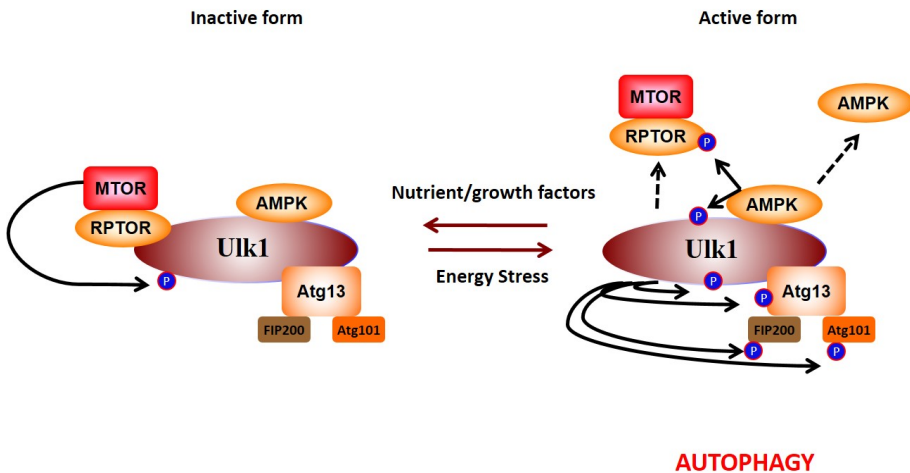 Inactive form
Active form
MTOR
RPTOR
AMPK
Ulk1
P
Atg13
FIP200
Atg101
Nutrient/growth factors
Energy Stress
MTOR
RPTOR
P
AMPK
P
AMPK
Ulk1
P
P
Atg13
FIP200
Atg101
P
P
AUTOPHAGY